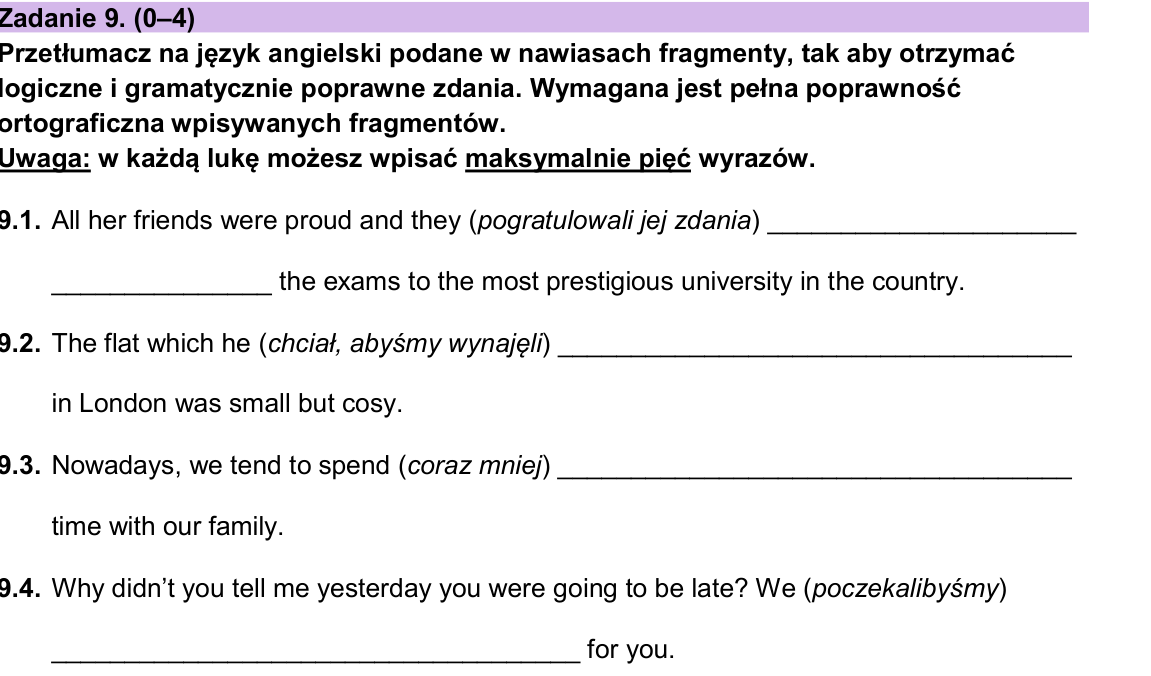 Zadanie 9. (0–4)
Przetłumacz na język angielski podane w nawiasach fragmenty, tak aby otrzymać
logiczne i gramatycznie poprawne zdania. Wymagana jest pełna poprawność
ortograficzna wpisywanych fragmentów.
Uwaga: w każdą lukę możesz wpisać maksymalnie pięć wyrazów.
9.1. All her friends were proud and they (pogratulowali jej zdania) _____________________
_______________ the exams to the most prestigious university in the country.
9.2. The flat which he (chciał, abyśmy wynajęli) ___________________________________
in London was small but cosy.
9.3. Nowadays, we tend to spend (coraz mniej) ___________________________________
time with our family.
9.4. Why didn’t you tell me yesterday you were going to be late? We (poczekalibyśmy)
____________________________________ for you.